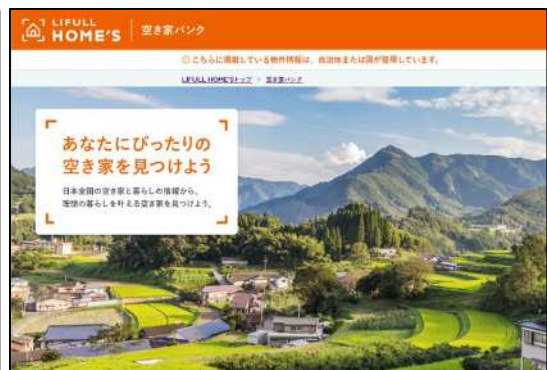 LIFULL
HOME'S
空き家バンク
こちらに掲載している物件情報は、自治体または国が管理しています。
LIFULL HOME'Sトップ > 空き家バンク
あなたにぴったりの
空き家を見つけよう
日本全国の空き家と暮らしの情報から、
理想の暮らしを叶える空き家を見つけよう。